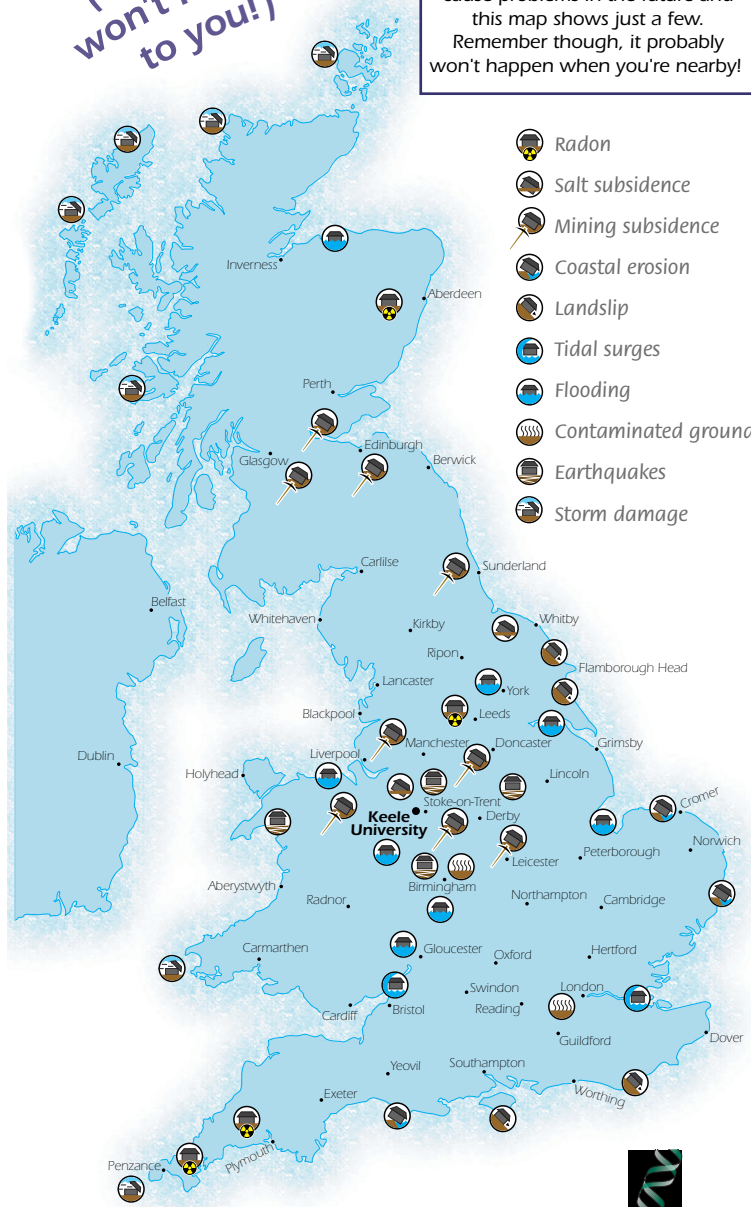 won't
to you!)
cause problems in the future and
this map shows just a few.
Remember though, it probably
won't happen when you're nearby!
Radon
Salt subsidence
Mining subsidence
Coastal erosion
Landslip
Tidal surges
Flooding
Contaminated ground
Earthquakes
Storm damage
Inverness
Aberdeen
Perth
Edinburgh
Glasgow
Berwick
Carlilse
Sunderland
Belfast
Whitehaven
Kirkby
Whitby
Ripon
Flamborough Head
Lancaster
York
Blackpool
Leeds
Dublin
Holyhead
Liverpool
Manchester
Doncaster
Grimsby
Lincoln
Stoke-on-Trent
Keele
University
Derby
Cromer
Leicester
Peterborough
Norwich
Aberystwyth
Birmingham
Radnor
Northampton
Cambridge
Carmarthen
Gloucester
Oxford
Hertford
Swindon
London
Cardiff
Bristol
Reading
Guildford
Dover
Yeovil
Southampton
Worthing
Exeter
Plymouth
Penzance